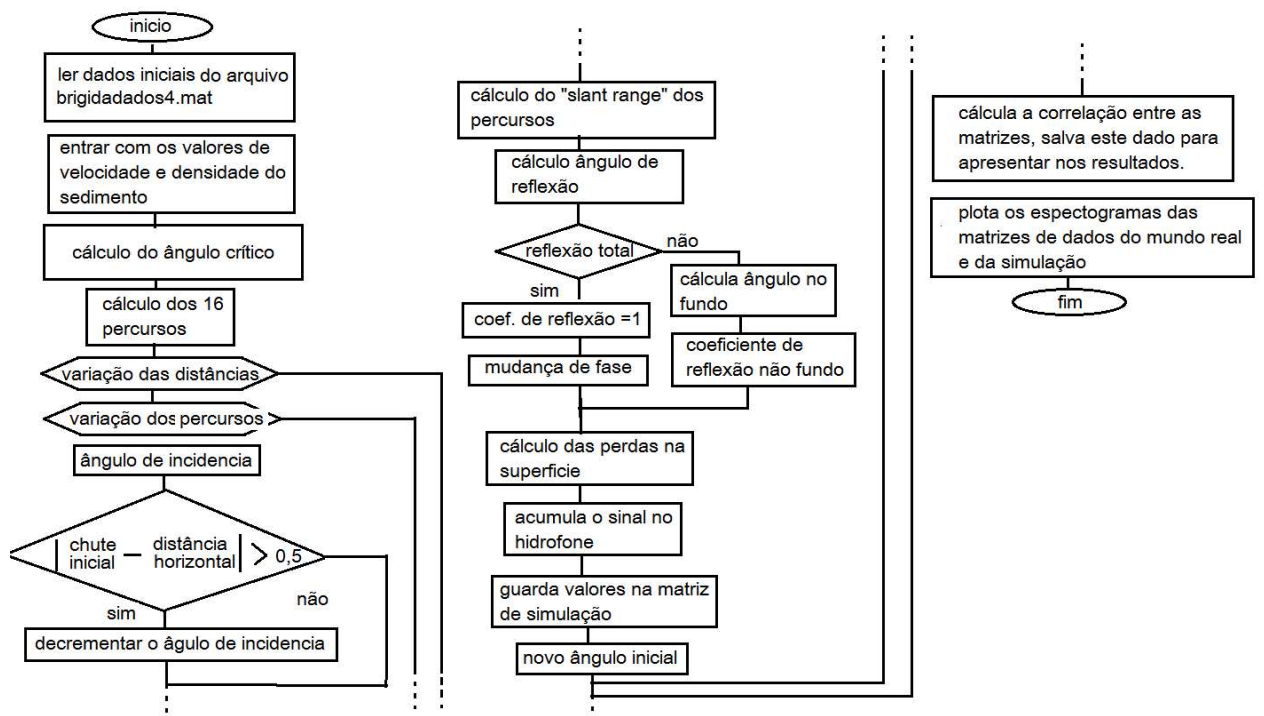 inicio
ler dados iniciais do arquivo
brigidadados4.mat
entrar com os valores de
velocidade e densidade do
sedimento
cálculo do ângulo crítico
cálculo dos 16
percursos
variação das distâncias
variação dos percursos
ângulo de incidencia
| chute inicial — distância horizontal | > 0,5
não
sim
decrementar o âgulo de incidencia
cálculo do "slant range" dos
percursos
cálculo ângulo de
reflexão
reflexão total
não
sim
cálcula ângulo no
fundo
coef. de reflexão =1
coeficiente de
reflexão não fundo
mudança de fase
cálculo das perdas na
superficie
acumula o sinal no
hidrofone
guarda valores na matriz
de simulação
novo ângulo inicial
cálcula a correlação entre as
matrizes, salva este dado para
apresentar nos resultados.
plota os espectogramas das
matrizes de dados do mundo real
e da simulação
fim